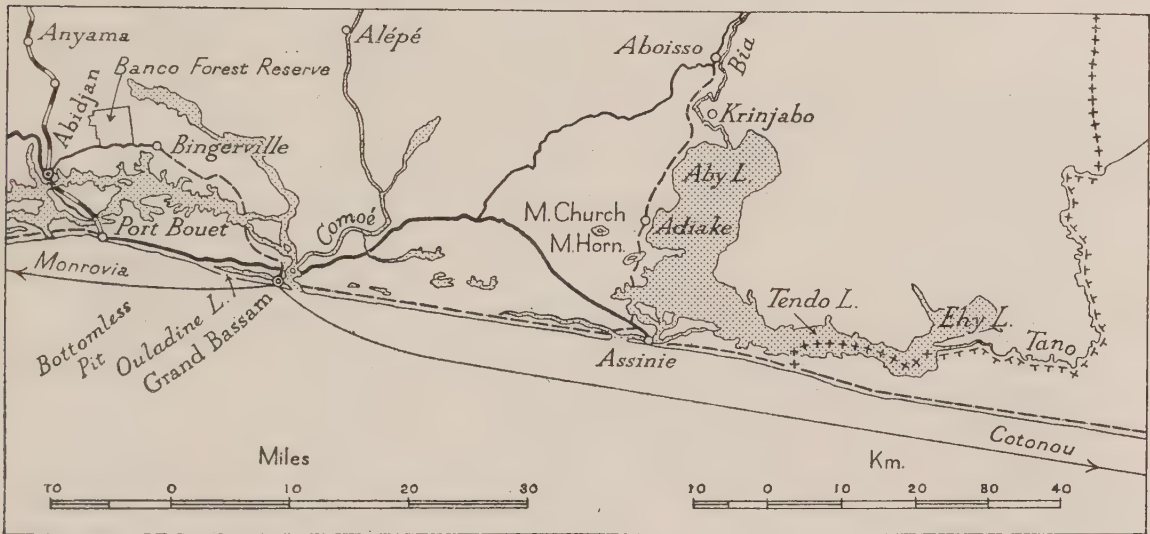 Anyama
Alépé
Aboisso
Bia
Banco Forest Reserve
Abidjan
Krinjabo
Bingerville
Aby L.
M. Church
M. Horn.
Adiake
Comoé
Port Bouet
Monrovia
Tendo L.
Ehy L.
Tano
Bottomless
Pit
Ouladine L.
Grand Bassam
Assinie
Cotonou
Miles
Km.
10 0 10 20 30
10 0 10 20 30 40